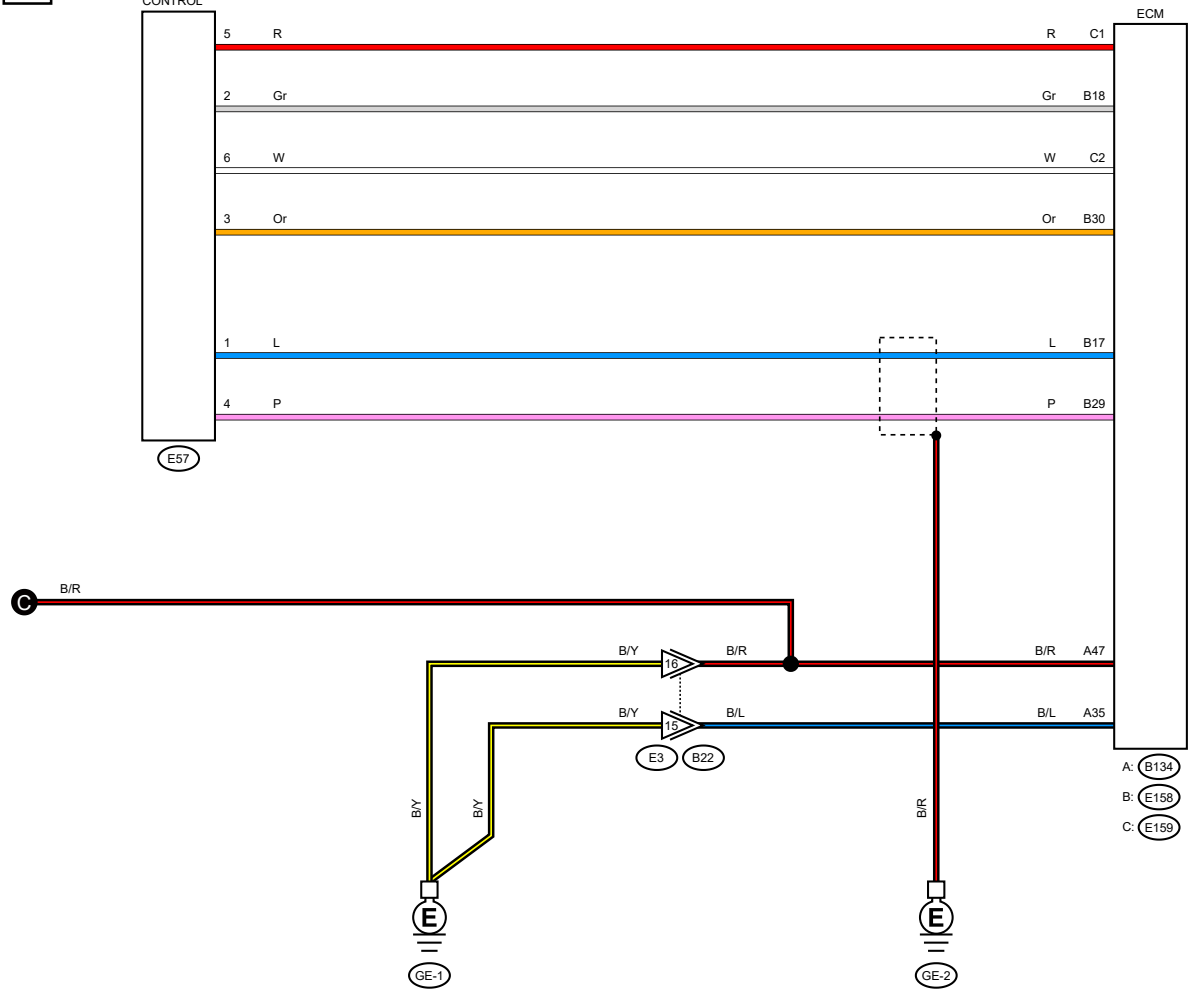 CONTROL
ECM
5 R R C1
2 Gr Gr B18
6 W W C2
3 Or Or B30
1 L L B17
4 P P B29
E57
B/R
C
B/Y B/R B/R A47
16
B/Y B/L B/L A35
15
E3 B22
A: B134
B: E158
C: E159
B/Y B/Y B/R
E E
GE-1 GE-2